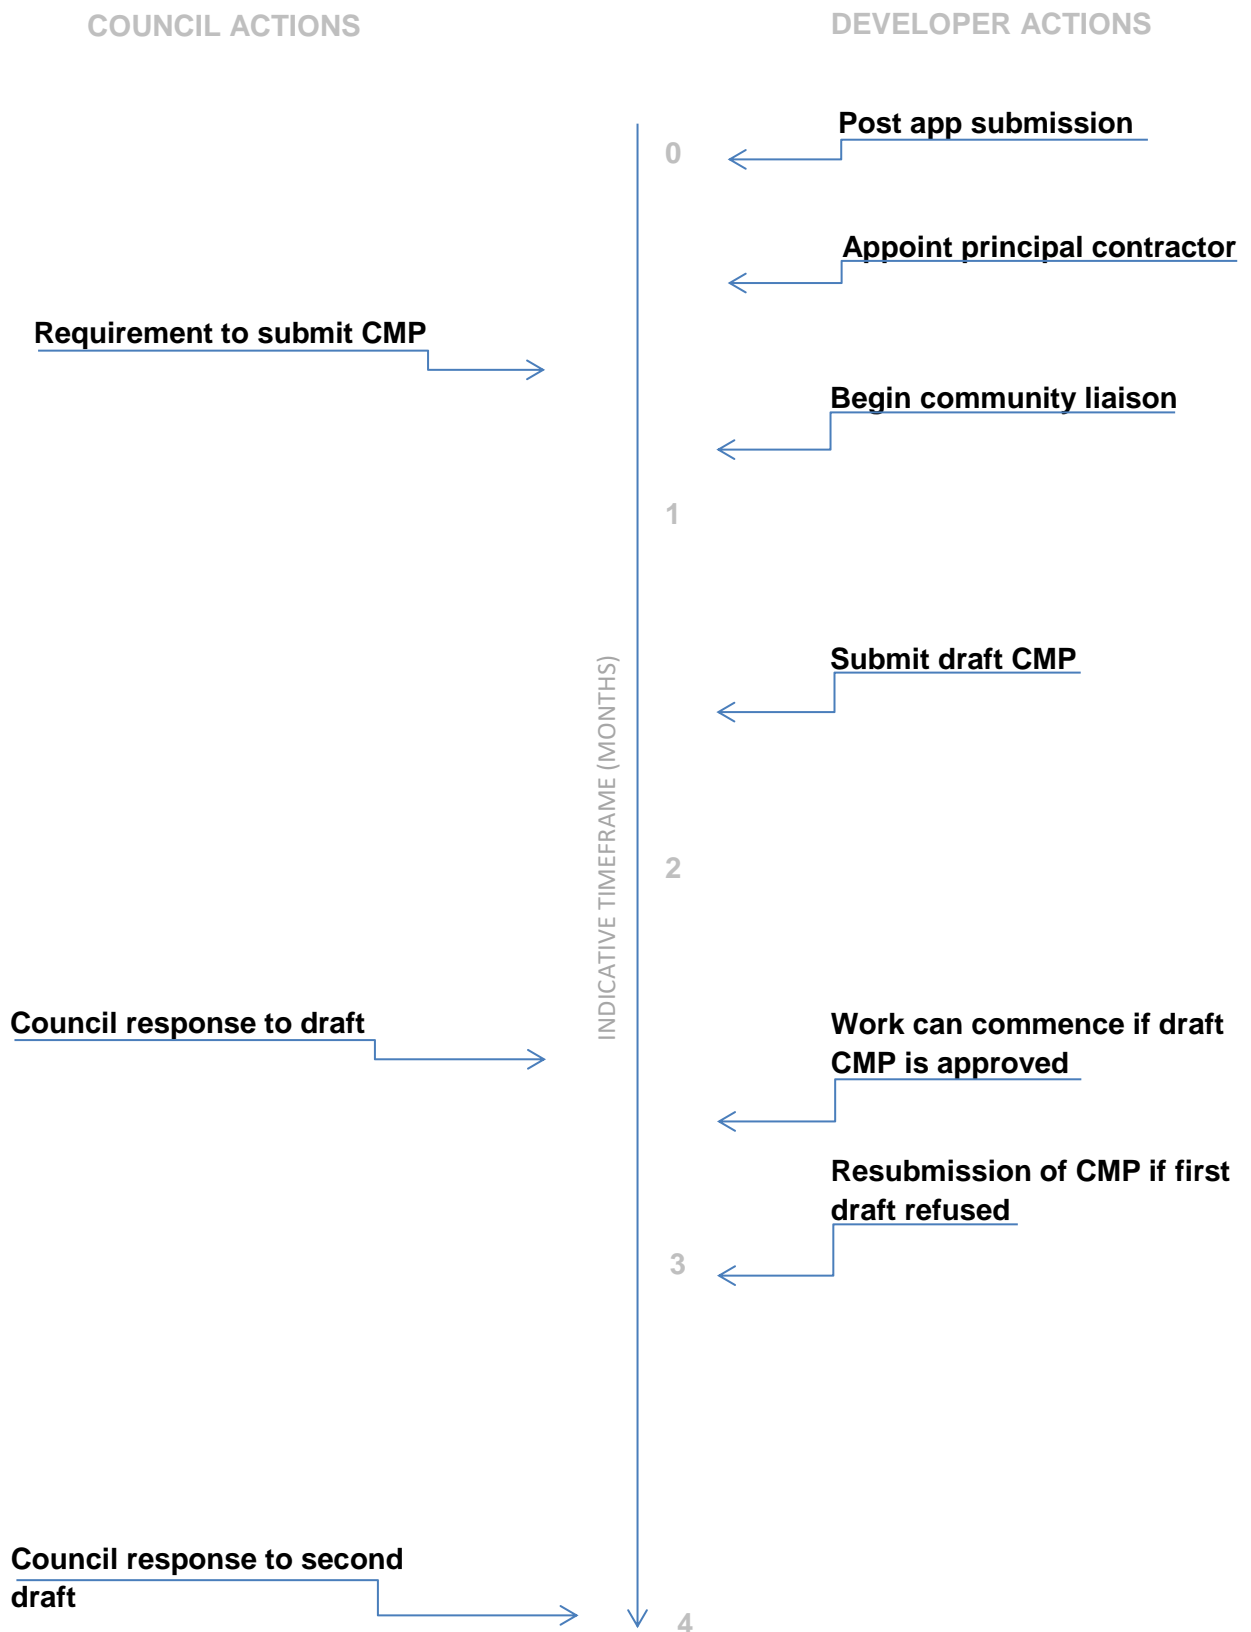 COUNCIL ACTIONS
DEVELOPER ACTIONS
Post app submission
0
Appoint principal contractor
Requirement to submit CMP
Begin community liaison
1
Submit draft CMP
INDICATIVE TIMEFRAME (MONTHS)
2
Council response to draft
Work can commence if draft
CMP is approved
Resubmission of CMP if first
draft refused
3
Council response to second
draft
4